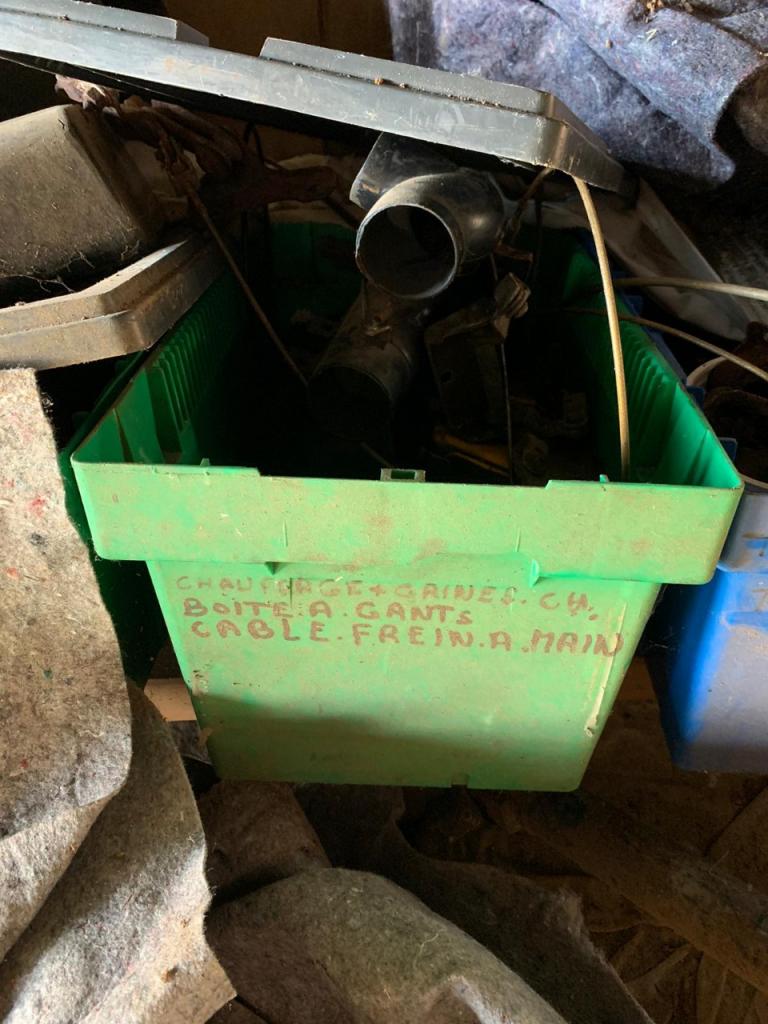 CHAUFFAGE + GAINES. CH.
BOITE. A. GANTS
CABLE. FREIN. A. MAIN